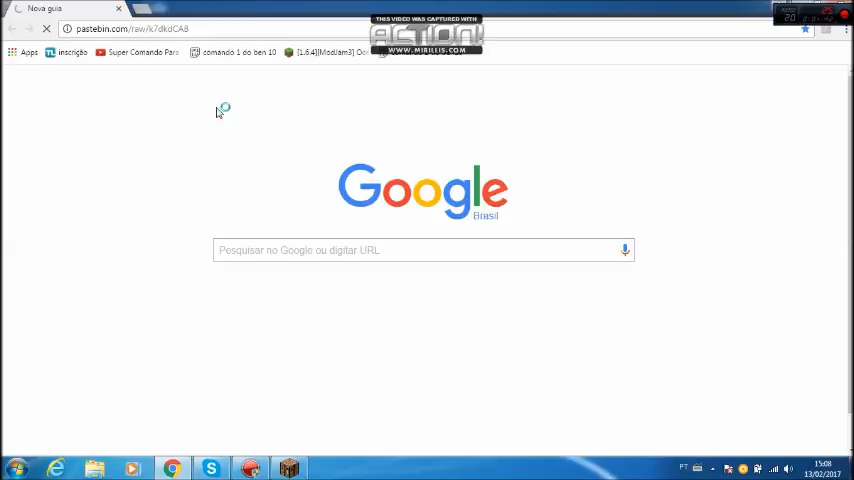 Nova guia
THIS VIDEO WAS CAPTURED WITH
ACTION!
WWW.MIRILLIS.COM
pastebin.com/raw/k7dkdCAB
Apps
inscrição
Super Comando Para
comando 1 do ben 10
[1.6.4][ModJam3]
Google
Brasil
Pesquisar no Google ou digitar URL
PT
15:08
13/02/2017